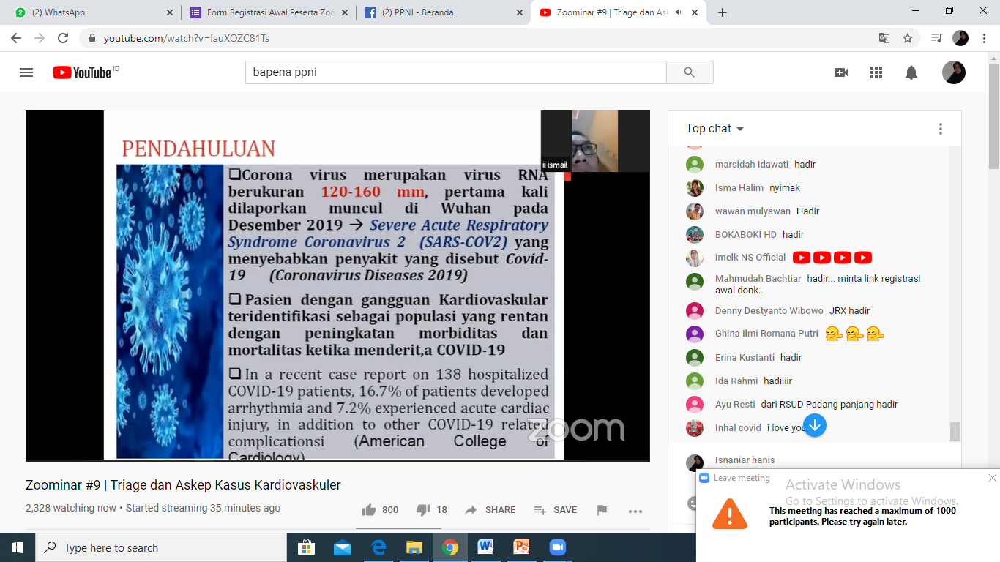 (2) WhatsApp
Form Registrasi Awal Peserta Zoo
(2) PPNI - Beranda
Zoominar #9 | Triage dan As
youtube.com/watch?v=IauXOZC81Ts
YouTube ID
bapena ppni
PENDAHULUAN
ii ismail
Corona virus merupakan virus RNA
berukuran 120-160 mm, pertama kali
dilaporkan muncul di Wuhan pada
Desember 2019 → Severe Acute Respiratory
Syndrome Coronavirus 2 (SARS-COV2) yang
menyebabkan penyakit yang disebut Covid-
19 (Coronavirus Diseases 2019)
Pasien dengan gangguan Kardiovaskular
teridentifikasi sebagai populasi yang rentan
dengan peningkatan morbiditas dan
mortalitas ketika menderit,a COVID-19
In a recent case report on 138 hospitalized
COVID-19 patients, 16.7% of patients developed
arrhythmia and 7.2% experienced acute cardiac
injury, in addition to other COVID-19 related
complicationsi (American College of
Cardiology)
zoom
Zoominar #9 | Triage dan Askep Kasus Kardiovaskuler
2,328 watching now • Started streaming 35 minutes ago
800
18
SHARE
SAVE
Top chat
marsidah Idawati hadir
Isma Halim nyimak
wawan mulyawan Hadir
BOKABOKI HD hadir
imelk NS Official
Mahmudah Bachtiar hadir... minta link registrasi
awal donk..
Denny Destyanto Wibowo JRX hadir
Ghina Ilmi Romana Putri
Erina Kustanti hadir
Ida Rahmi hadiiiir
Ayu Resti dari RSUD Padang panjang hadir
Inhal covid i love you
Isnaniar hanis
Leave meeting
Activate Windows
Go to Settings to activate Windows.
This meeting has reached a maximum of 1000
participants. Please try again later.
Type here to search